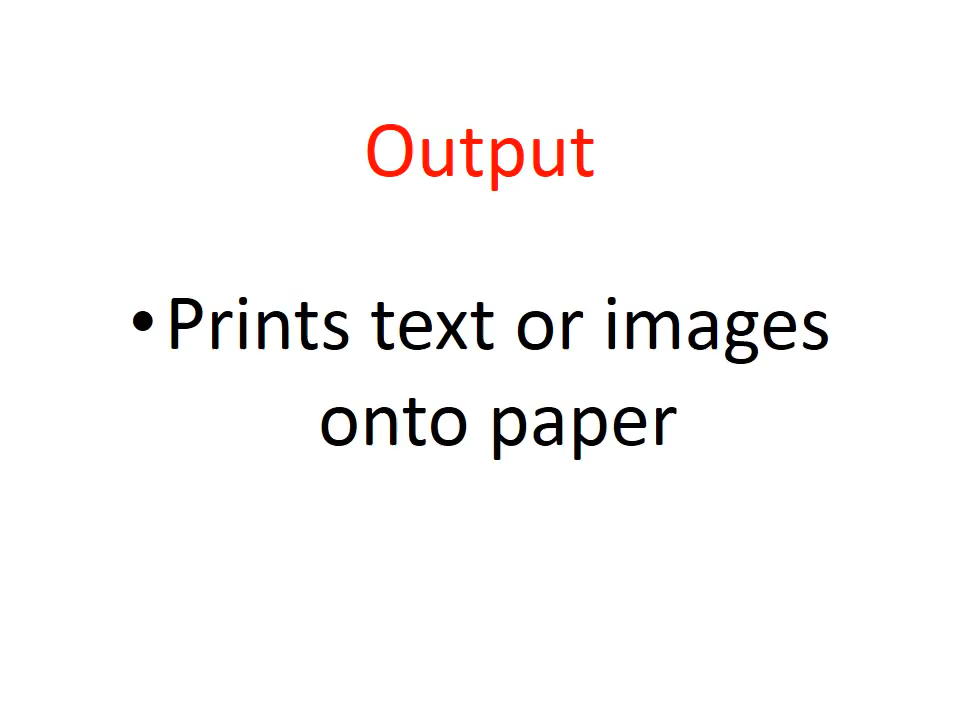 Output
•Prints text or images
onto paper